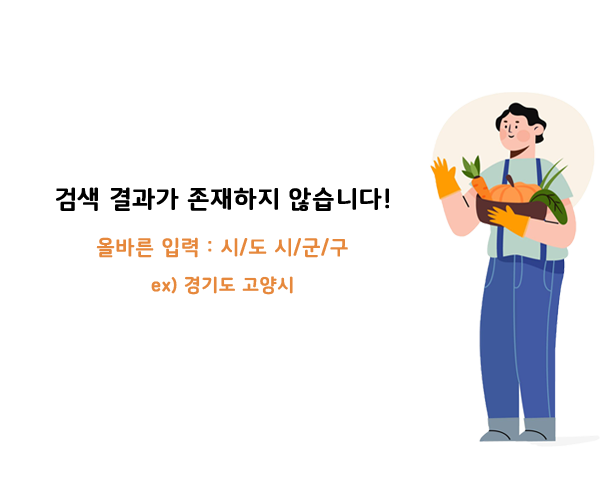 검색 결과가 존재하지 않습니다!
올바른 입력 : 시/도 시/군/구
ex) 경기도 고양시